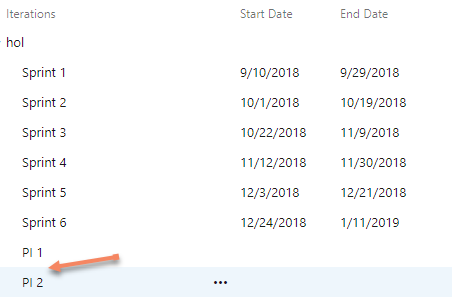 Iterations Start Date End Date
hol
Sprint 1 9/10/2018 9/29/2018
Sprint 2 10/1/2018 10/19/2018
Sprint 3 10/22/2018 11/9/2018
Sprint 4 11/12/2018 11/30/2018
Sprint 5 12/3/2018 12/21/2018
Sprint 6 12/24/2018 1/11/2019
PI 1
PI 2 •••